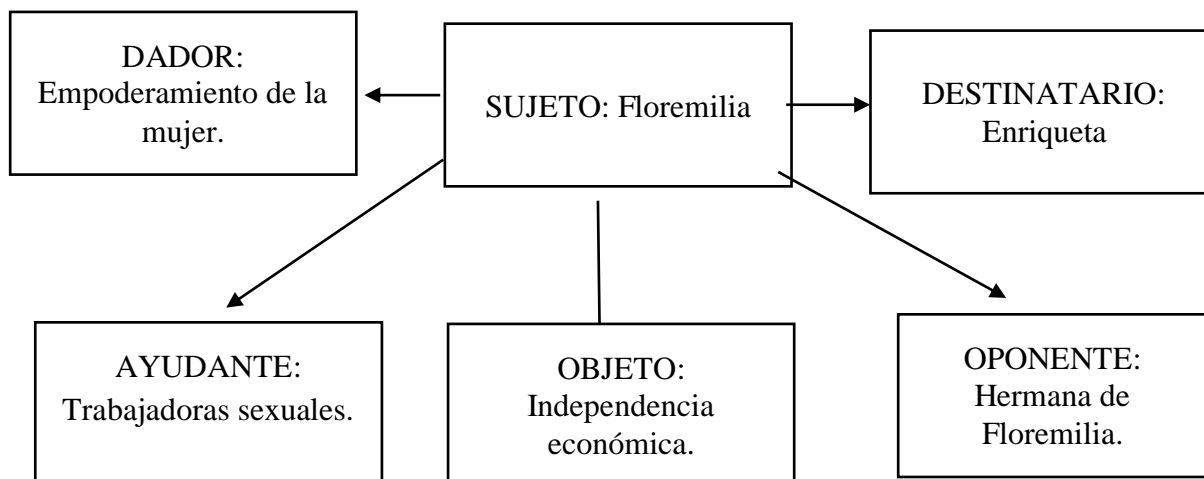 DADOR:
Empoderamiento de la
mujer.
SUJETO: Floremilia
DESTINATARIO:
Enriqueta
AYUDANTE:
Trabajadoras sexuales.
OBJETO:
Independencia
económica.
OPONENTE:
Hermana de
Floremilia.